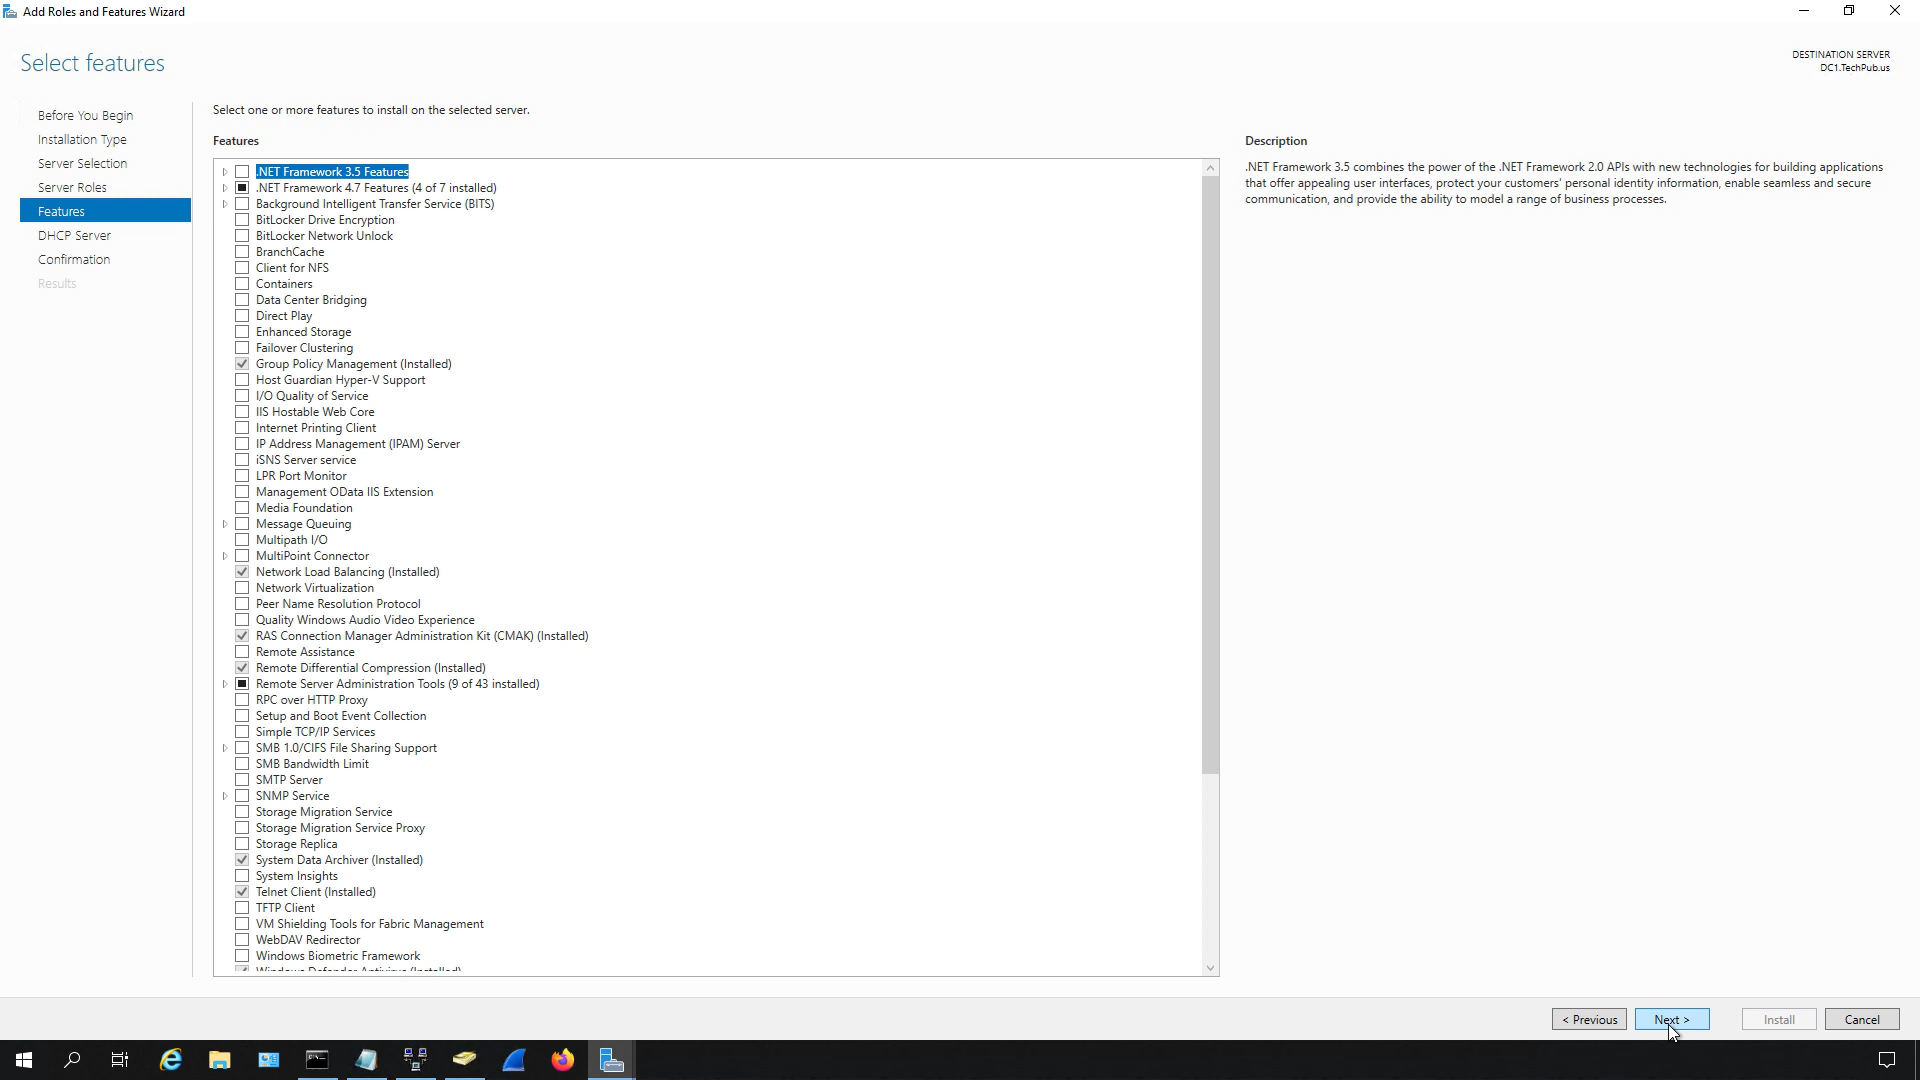 Add Roles and Features Wizard
Select features
DESTINATION SERVER
DC1.TechPub.us
Before You Begin
Installation Type
Server Selection
Server Roles
Features
DHCP Server
Confirmation
Results
Select one or more features to install on the selected server.
Features
.NET Framework 3.5 Features
.NET Framework 4.7 Features (4 of 7 installed)
Background Intelligent Transfer Service (BITS)
BitLocker Drive Encryption
BitLocker Network Unlock
BranchCache
Client for NFS
Containers
Data Center Bridging
Direct Play
Enhanced Storage
Failover Clustering
Group Policy Management (Installed)
Host Guardian Hyper-V Support
I/O Quality of Service
IIS Hostable Web Core
Internet Printing Client
IP Address Management (IPAM) Server
iSNS Server service
LPR Port Monitor
Management OData IIS Extension
Media Foundation
Message Queuing
Multipath I/O
MultiPoint Connector
Network Load Balancing (Installed)
Network Virtualization
Peer Name Resolution Protocol
Quality Windows Audio Video Experience
RAS Connection Manager Administration Kit (CMAK) (Installed)
Remote Assistance
Remote Differential Compression (Installed)
Remote Server Administration Tools (9 of 43 installed)
RPC over HTTP Proxy
Setup and Boot Event Collection
Simple TCP/IP Services
SMB 1.0/CIFS File Sharing Support
SMB Bandwidth Limit
SMTP Server
SNMP Service
Storage Migration Service
Storage Migration Service Proxy
Storage Replica
System Data Archiver (Installed)
System Insights
Telnet Client (Installed)
TFTP Client
VM Shielding Tools for Fabric Management
WebDAV Redirector
Windows Biometric Framework
Windows Defender Antivirus (Installed)
Description
.NET Framework 3.5 combines the power of the .NET Framework 2.0 APIs with new technologies for building applications
that offer appealing user interfaces, protect your customers' personal identity information, enable seamless and secure
communication, and provide the ability to model a range of business processes.
< Previous
Next >
Install
Cancel